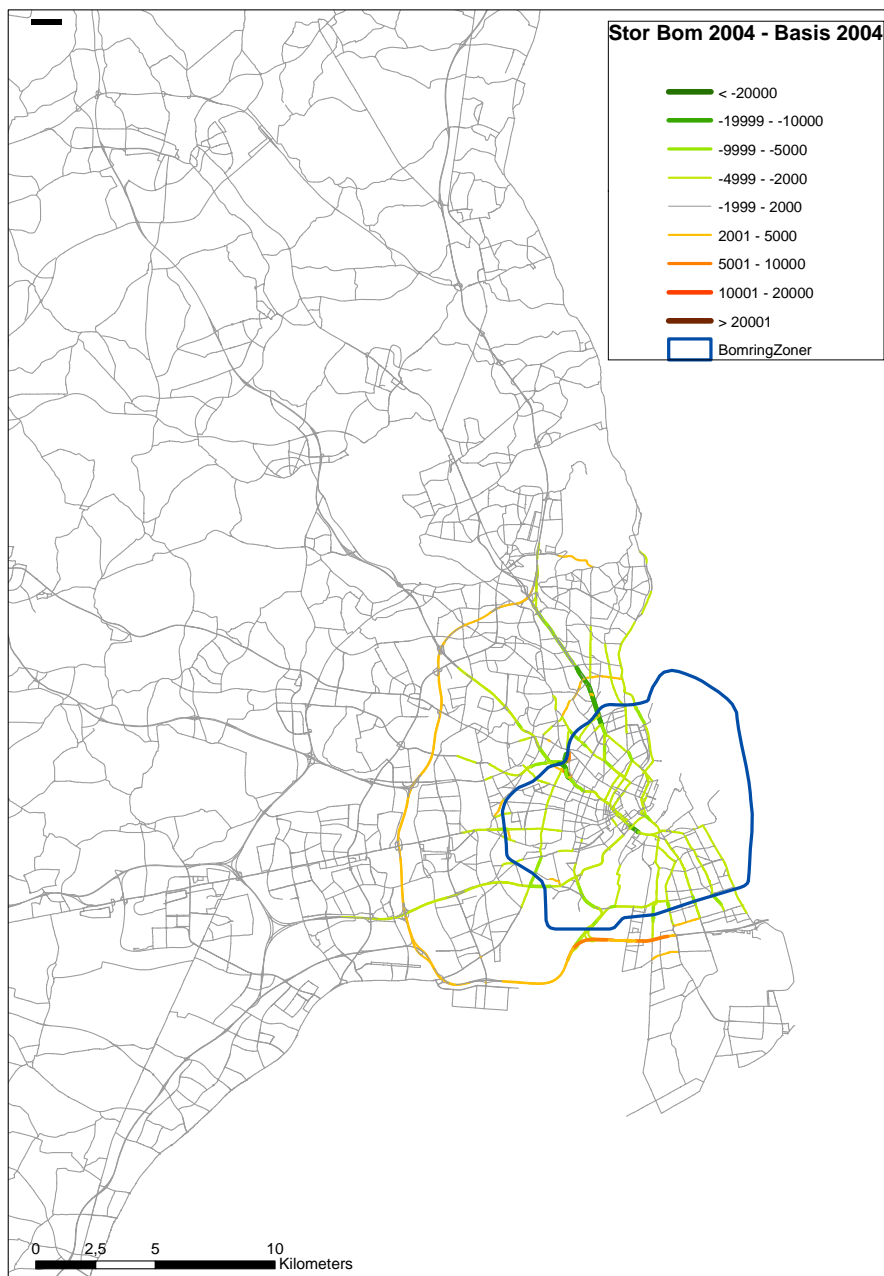 Stor Bom 2004 - Basis 2004
< -20000
-19999 - -10000
-9999 - -5000
-4999 - -2000
-1999 - 2000
2001 - 5000
5001 - 10000
10001 - 20000
> 20001
BomringZoner
0 2,5 5 10
Kilometers